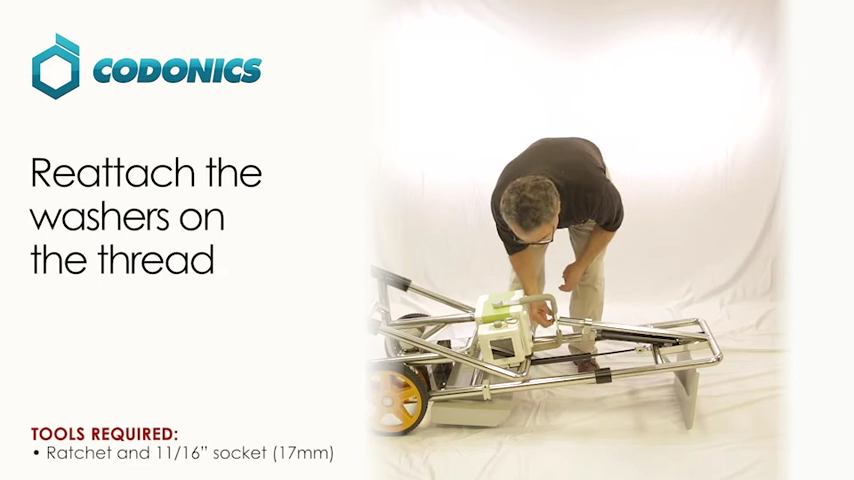 CODONICS
Reattach the
washers on
the thread
TOOLS REQUIRED:
• Ratchet and 11/16” socket (17mm)